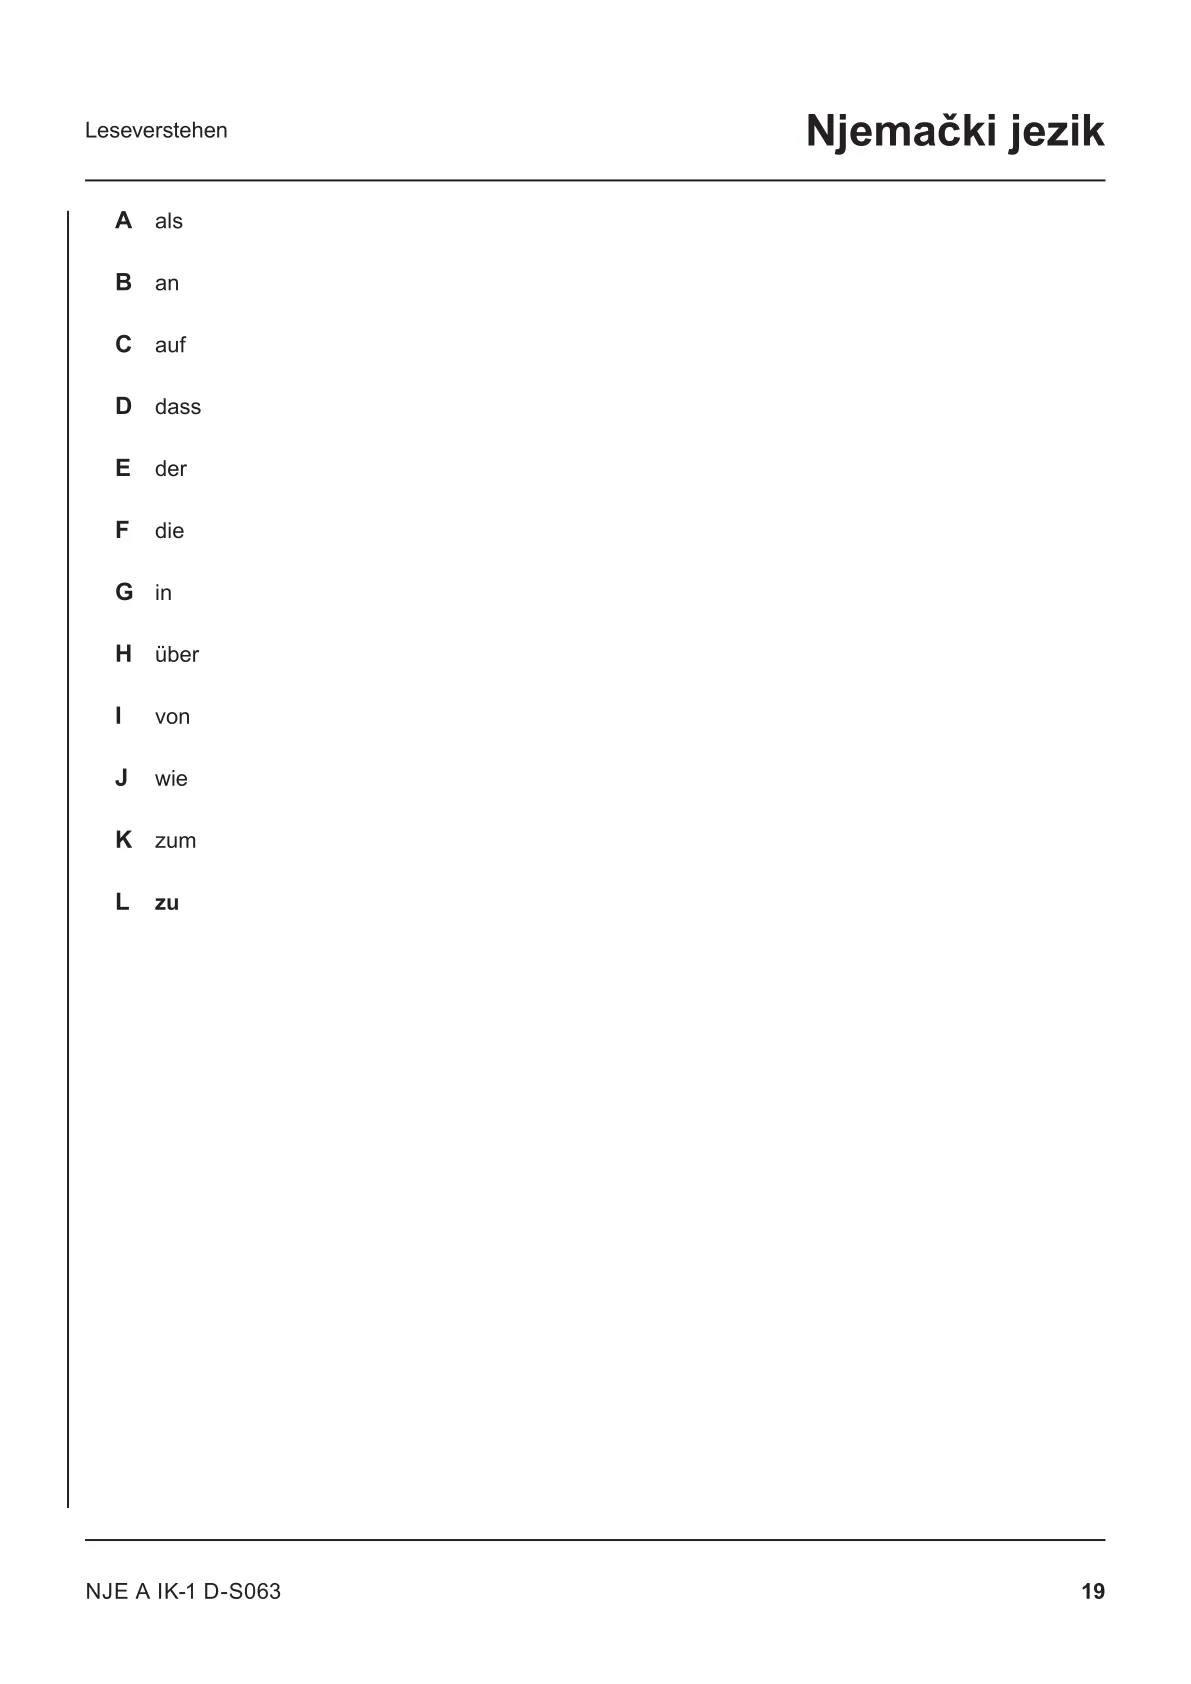 Leseverstehen
Njemački jezik
A als
B an
C auf
D dass
E der
F die
G in
H über
I von
J wie
K zum
L zu
NJE A IK-1 D-S063
19